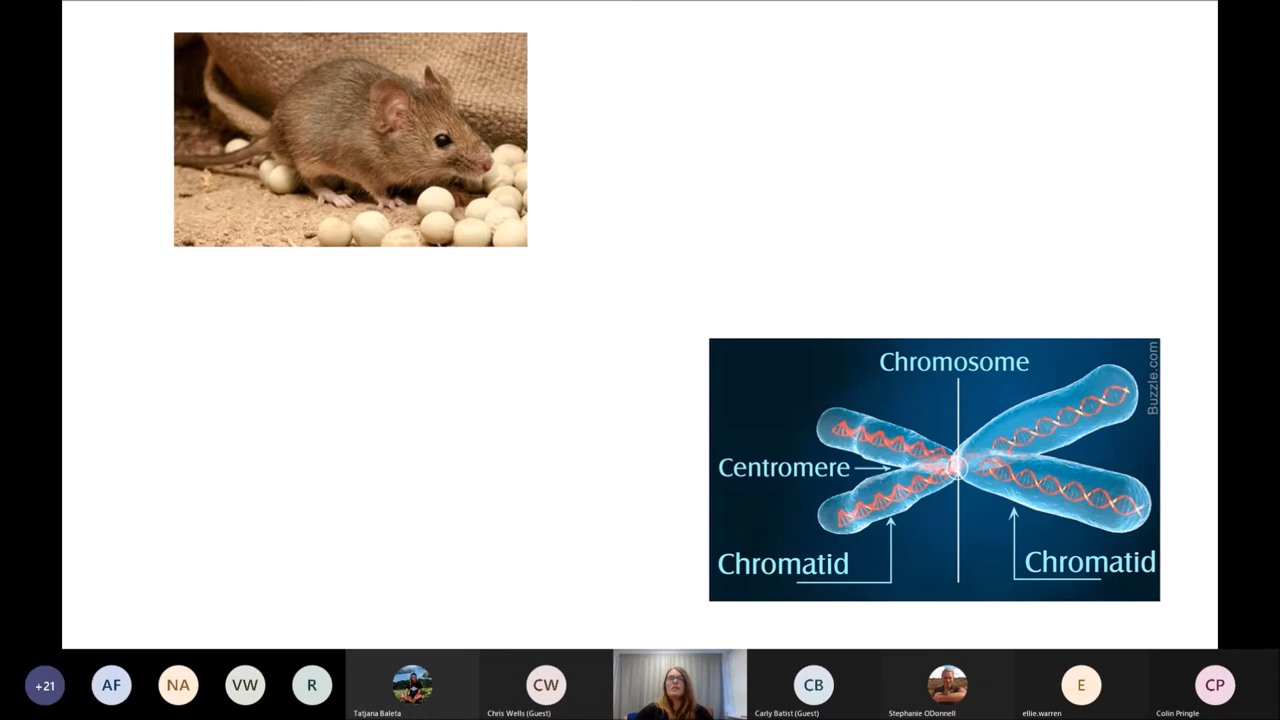 Chromosome
Buzzle.com
Centromere
Chromatid
Chromatid
+21
AF
NA
VW
R
Tatjana Baleta
CW
Chris Wells (Guest)
CB
Carly Batist (Guest)
Stephanie ODonnell
E
ellie.warren
CP
Colin Pringle